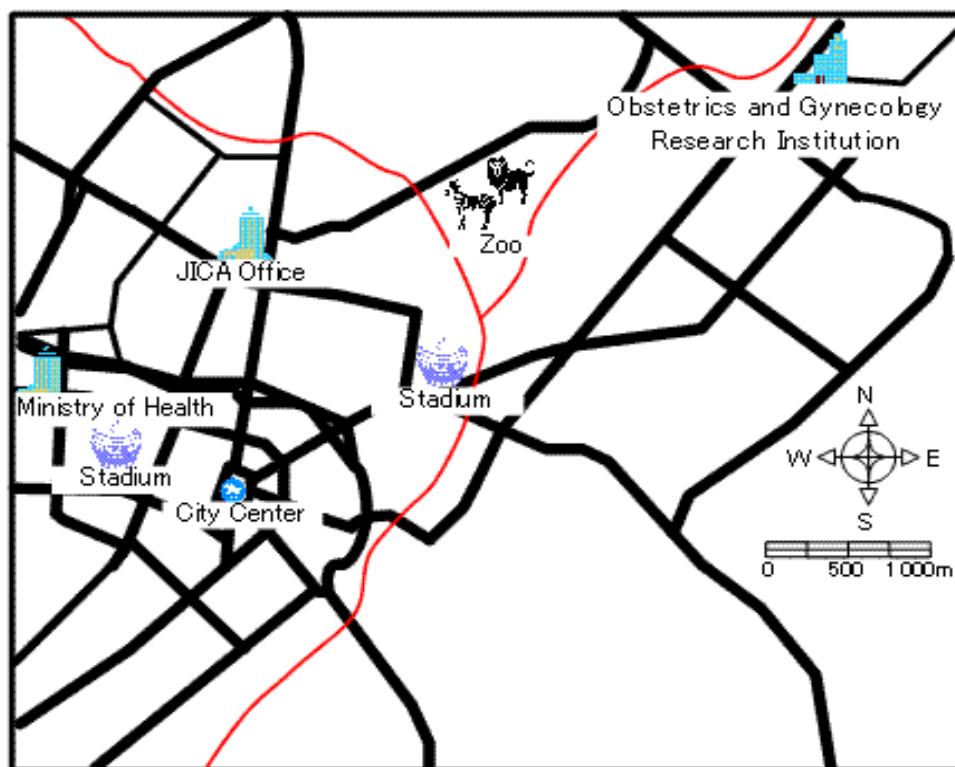 Obstetrics and Gynecology
Research Institution
Zoo
JICA Office
Stadium
Ministry of Health
Stadium
City Center
N
W
E
S
0 500 1000m